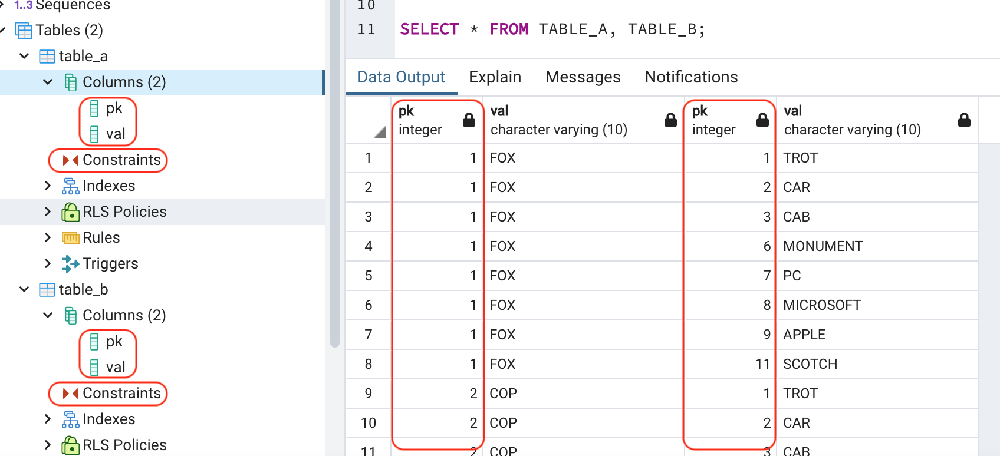 1..3 Sequences
Tables (2)
table_a
Columns (2)
pk
val
Constraints
Indexes
RLS Policies
Rules
Triggers
table_b
Columns (2)
pk
val
Constraints
Indexes
RLS Policies
10
11 SELECT * FROM TABLE_A, TABLE_B;
Data Output Explain Messages Notifications
pk val pk val
integer character varying (10) integer character varying (10)
1 1 FOX 1 TROT
2 1 FOX 2 CAR
3 1 FOX 3 CAB
4 1 FOX 6 MONUMENT
5 1 FOX 7 PC
6 1 FOX 8 MICROSOFT
7 1 FOX 9 APPLE
8 1 FOX 11 SCOTCH
9 2 COP 1 TROT
10 2 COP 2 CAR
11 2 COP 3 CAB